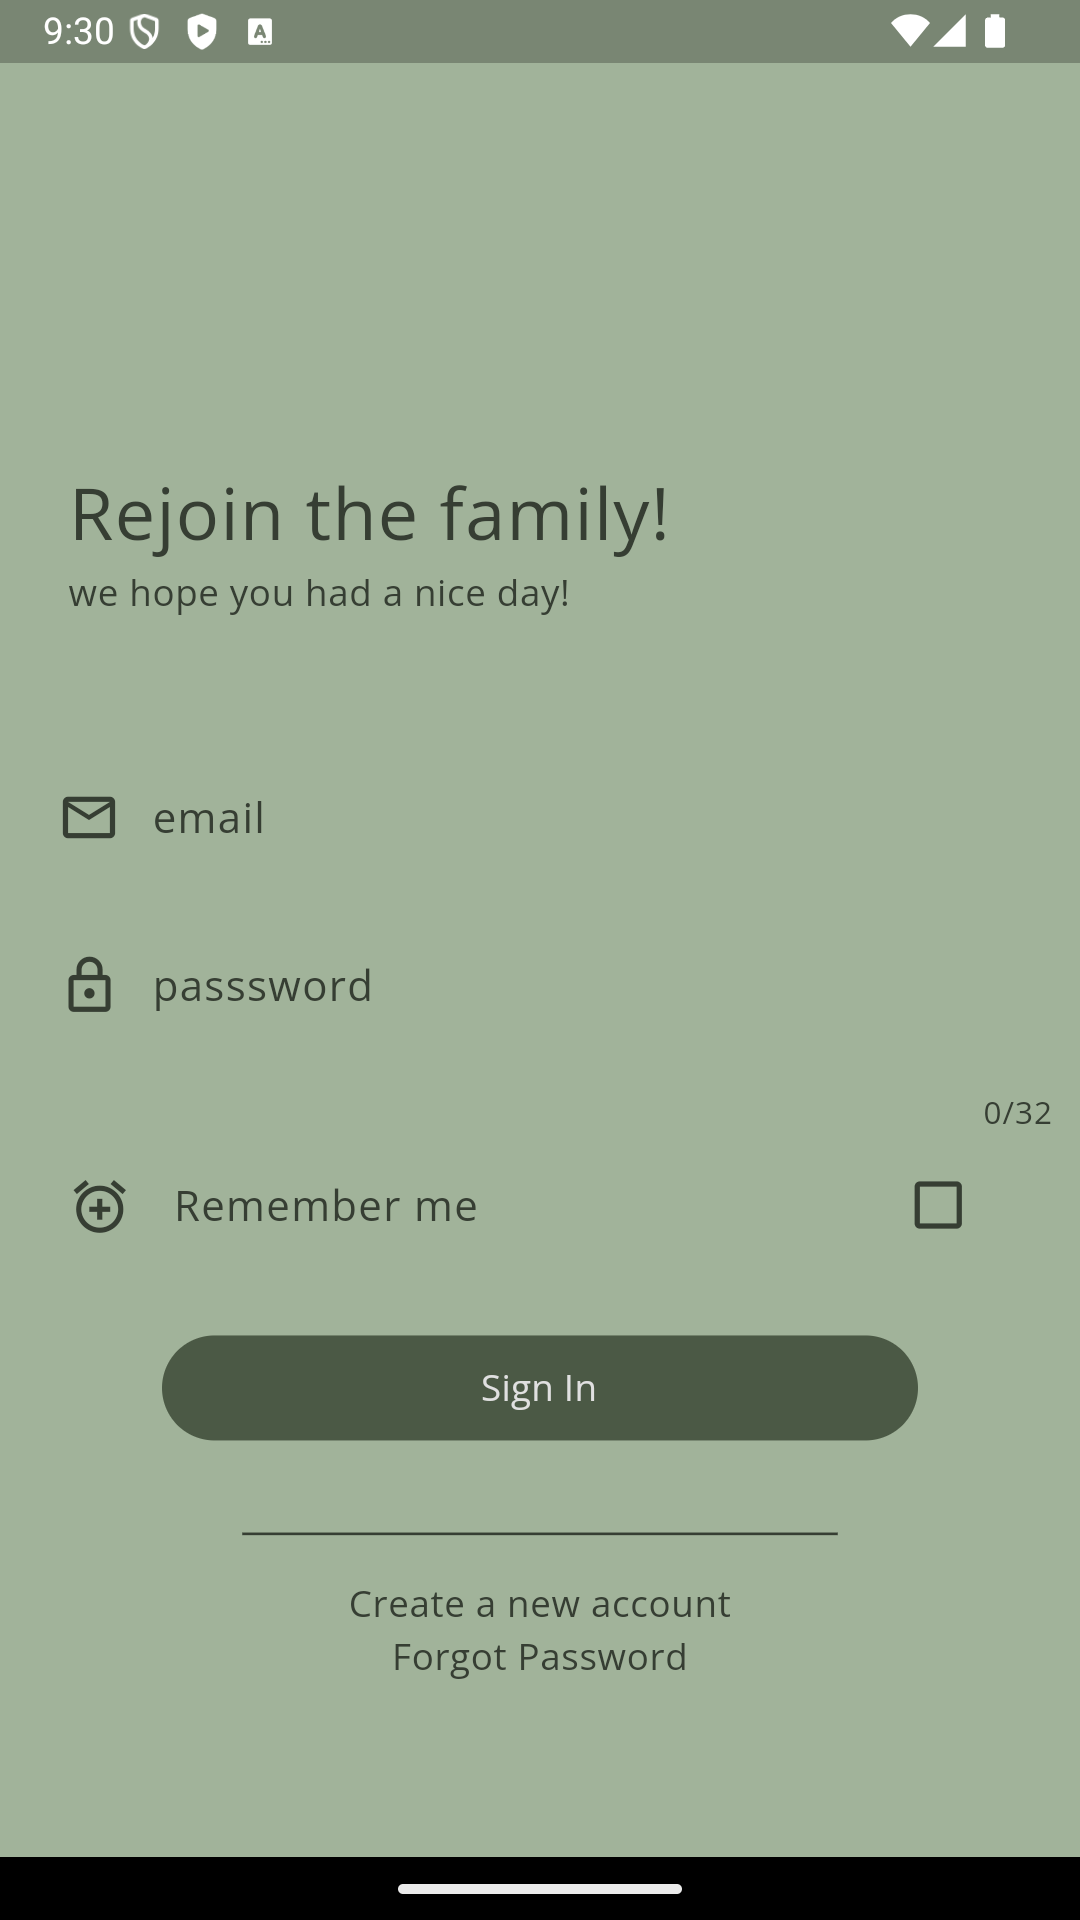 9:30
Rejoin the family!
we hope you had a nice day!
email
passsword
0/32
Remember me
Sign In
Create a new account
Forgot Password